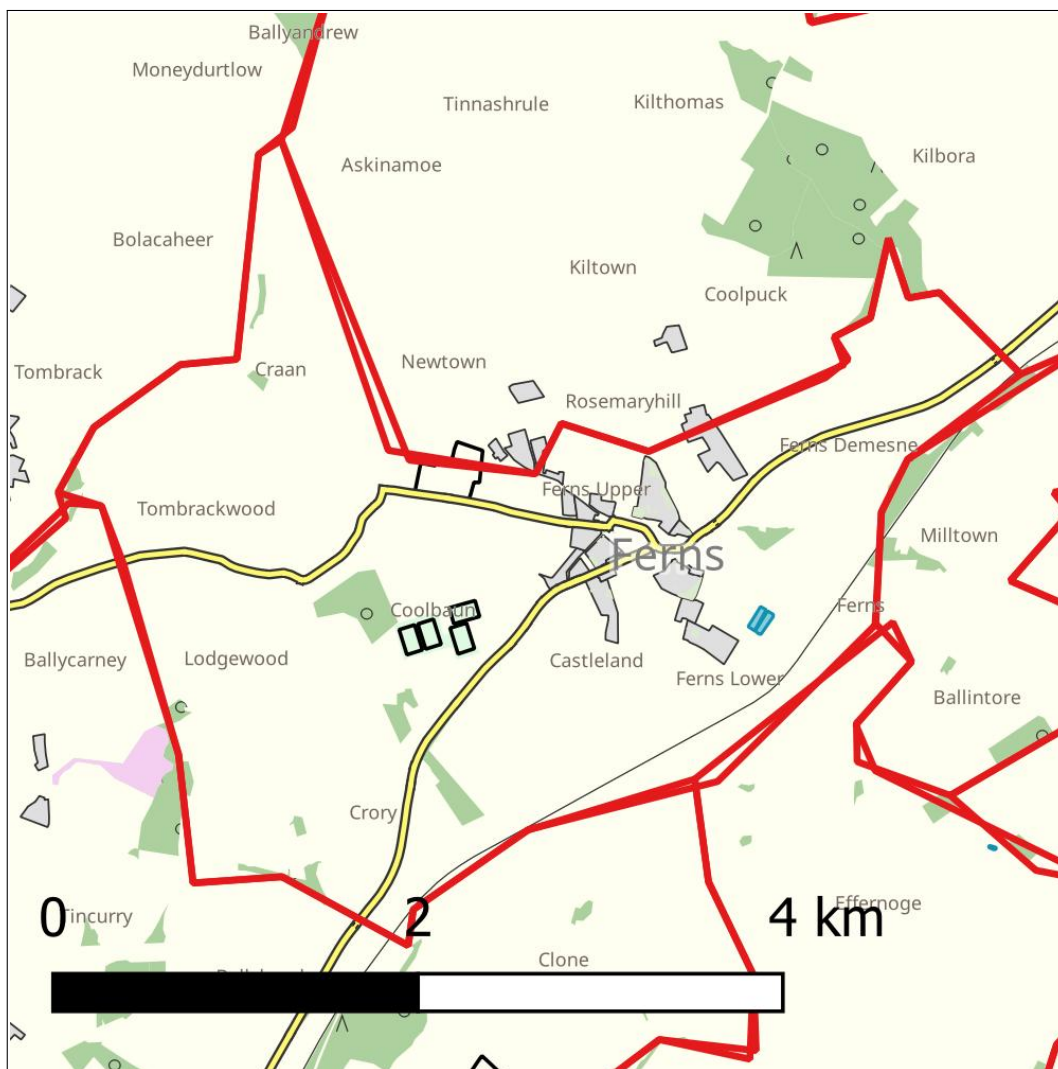 Ballyandrew
Moneydurtlow
Tinnashrule
Kilthomas
Kilbora
Askinamoe
Bolacaheer
Kiltown
Coolpuck
Newtown
Tombrack
Craan
Rosemaryhill
Ferns Demesne
Ferns Upper
Tombrackwood
Milltown
Ferns
Coolbaun
Ferns
Ballycarney
Lodgewood
Castleland
Ferns Lower
Ballintore
Crory
Effernoge
Tincurry
0 2 4 km
Clone